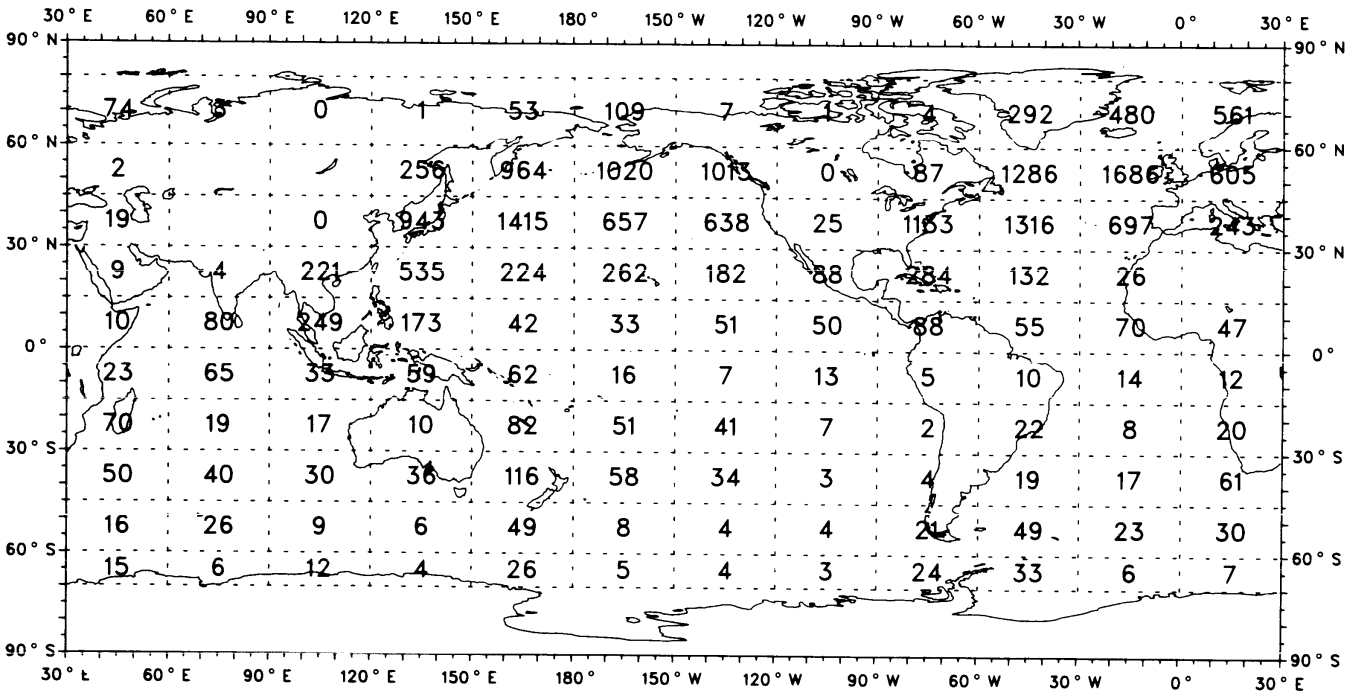 30° E 60° E 90° E 120° E 150° E 180° 150° W 120° W 90° W 60° W 30° W 0° 30° E
90° N 90° N
74 6 0 1 53 109 7 1 4 292 480 561
60° N 60° N
2 256 964 1020 1013 0 87 1286 1686 605
19 0 943 1415 657 638 25 1163 1316 697 243
30° N 30° N
9 4 221 535 224 262 182 88 284 132 26
10 80 249 173 42 33 51 50 88 55 70 47
0° 0°
23 65 33 59 62 16 7 13 5 10 14 12
70 19 17 10 82 51 41 7 2 22 8 20
30° S 30° S
50 40 30 36 116 58 34 3 4 19 17 61
16 26 9 6 49 8 4 4 21 49 23 30
60° S 60° S
15 6 12 4 26 5 4 3 24 33 6 7
90° S 90° S
30° E 60° E 90° E 120° E 150° E 180° 150° W 120° W 90° W 60° W 30° W 0° 30° E